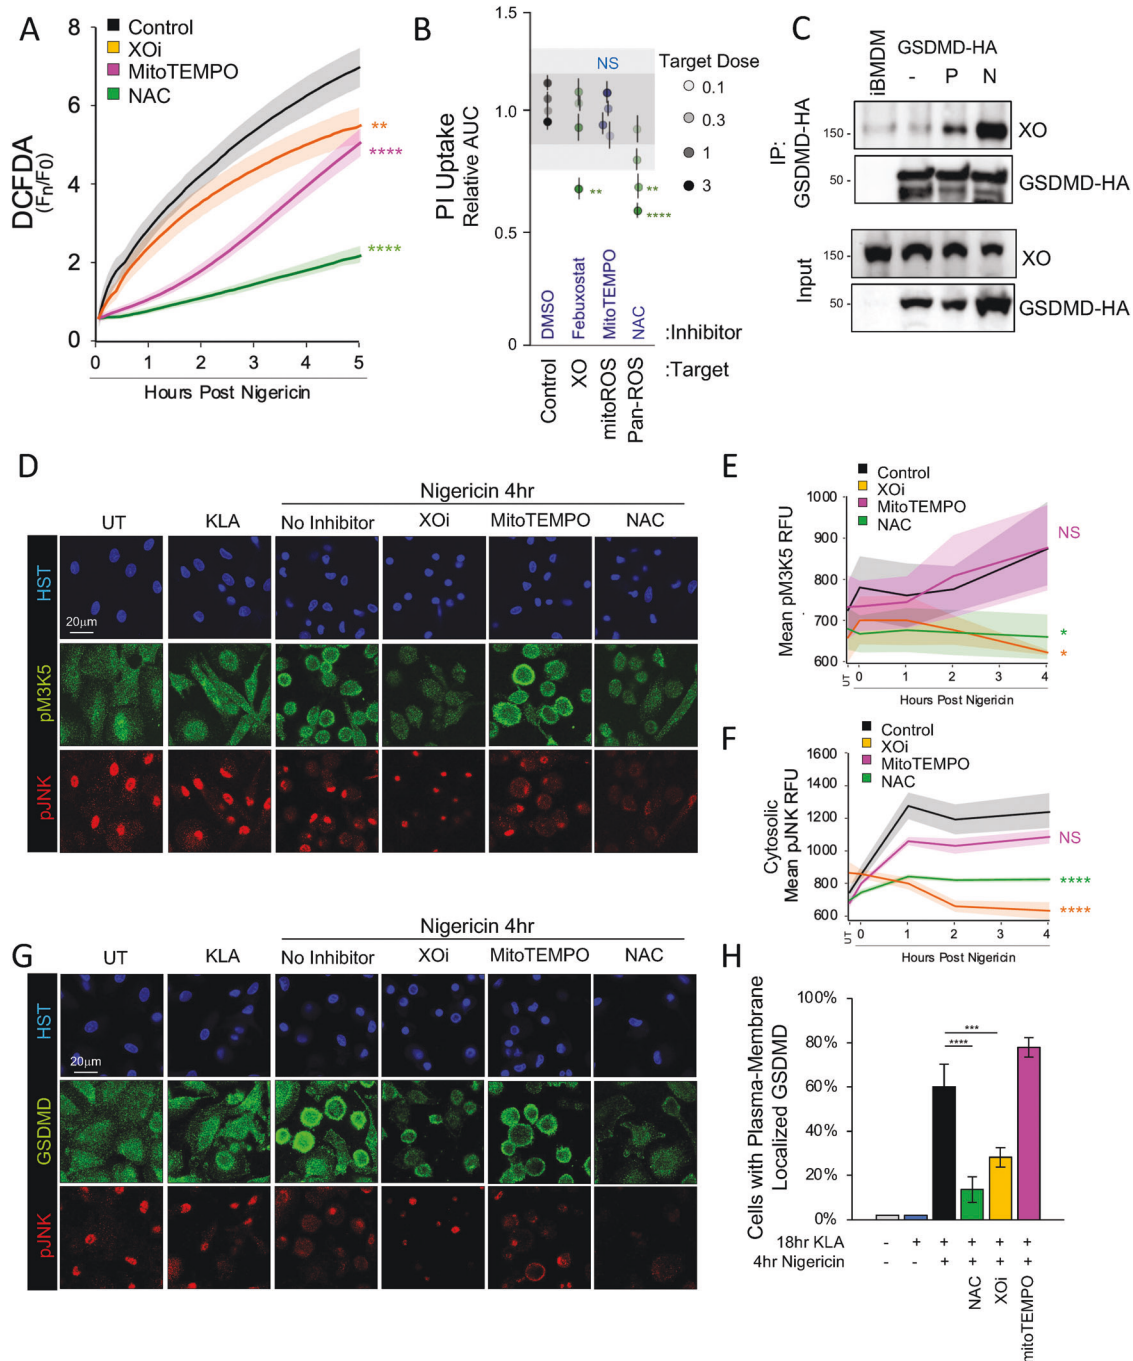 A
8
6
4
2
0
DCFDA
(Fn/F0)
Control
XOi
MitoTEMPO
NAC
**
****
****
0 1 2 3 4 5
Hours Post Nigericin
B
PI Uptake
Relative AUC
1.5
1.0
0.5
0
NS
**
**
****
Target Dose
0.1
0.3
1
3
DMSO
Febuxostat
MitoTEMPO
NAC
:Inhibitor
Control
XO
mitoROS
Pan-ROS
:Target
C
iBMDM
GSDMD-HA
- P N
IP:
GSDMD-HA
150
XO
50
GSDMD-HA
Input
150
XO
50
GSDMD-HA
D
Nigericin 4hr
UT KLA No Inhibitor XOi MitoTEMPO NAC
HST
20µm
pM3K5
pJNK
E
Control
XOi
MitoTEMPO
NAC
Mean pM3K5 RFU
1000
900
800
700
600
NS
*
*
UT 0 1 2 3 4
Hours Post Nigericin
F
Control
XOi
MitoTEMPO
NAC
Cytosolic
Mean pJNK RFU
1600
1400
1200
1000
800
600
NS
****
****
UT 0 1 2 3 4
Hours Post Nigericin
G
Nigericin 4hr
UT KLA No Inhibitor XOi MitoTEMPO NAC
HST
20µm
GSDMD
pJNK
H
Cells with Plasma-Membrane
Localized GSDMD
100%
80%
60%
40%
20%
0%
***
****
18hr KLA - + + + + +
4hr Nigericin - - + + + +
NAC
XOi
mitoTEMPO